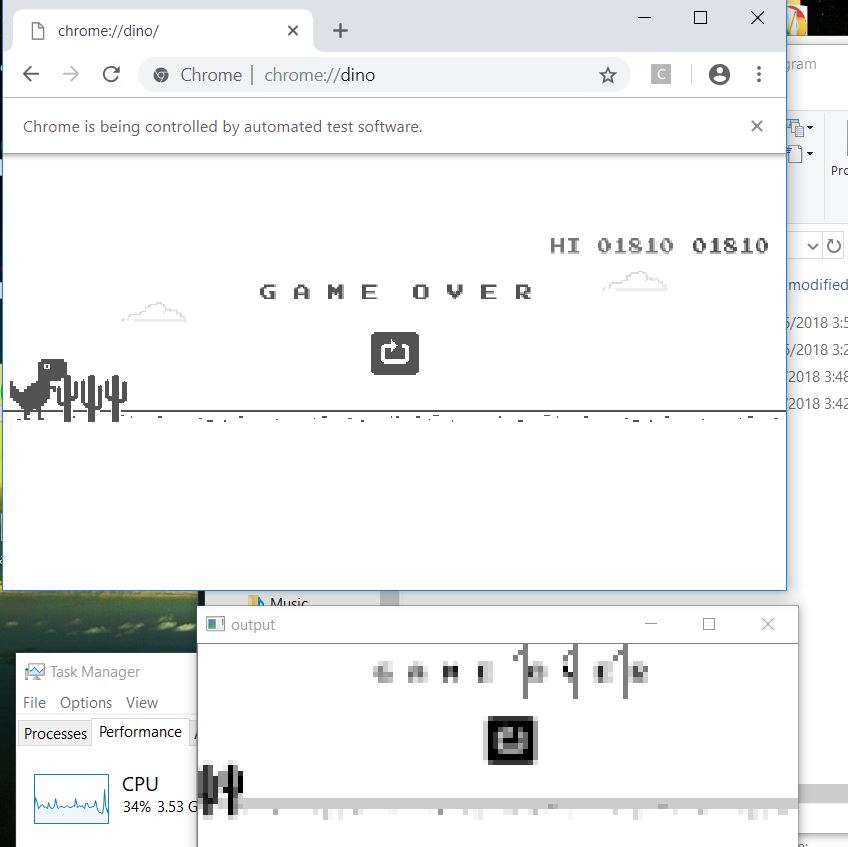 chrome://dino/
Chrome | chrome://dino
C
Chrome is being controlled by automated test software.
gram
HI 01810 01810
GAME OVER
modified
5/2018 3:5
5/2018 3:2
/2018 3:48
/2018 3:42
Music
output
GAME OVER
Task Manager
File Options View
Processes Performance
CPU
34% 3.53 G